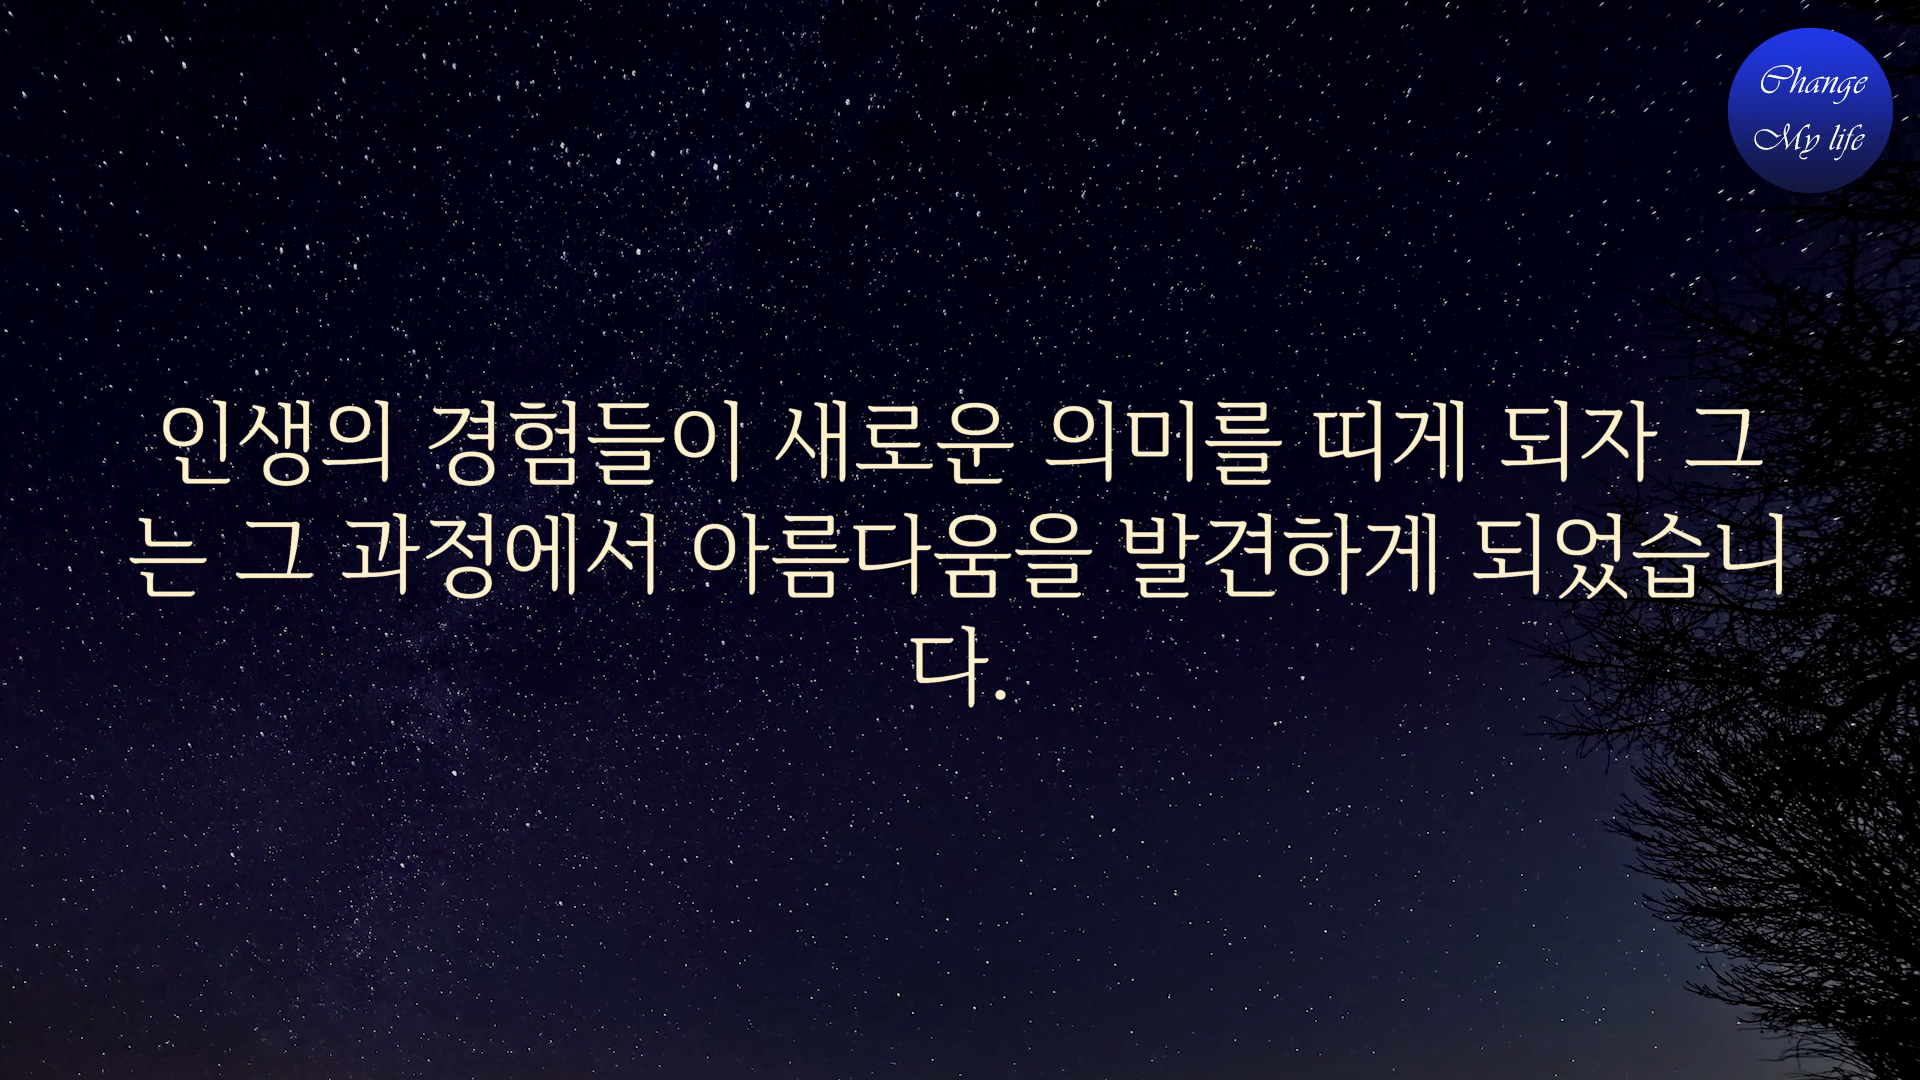 Change
My life
인생의 경험들이 새로운 의미를 띠게 되자 그
는 그 과정에서 아름다움을 발견하게 되었습니
다.